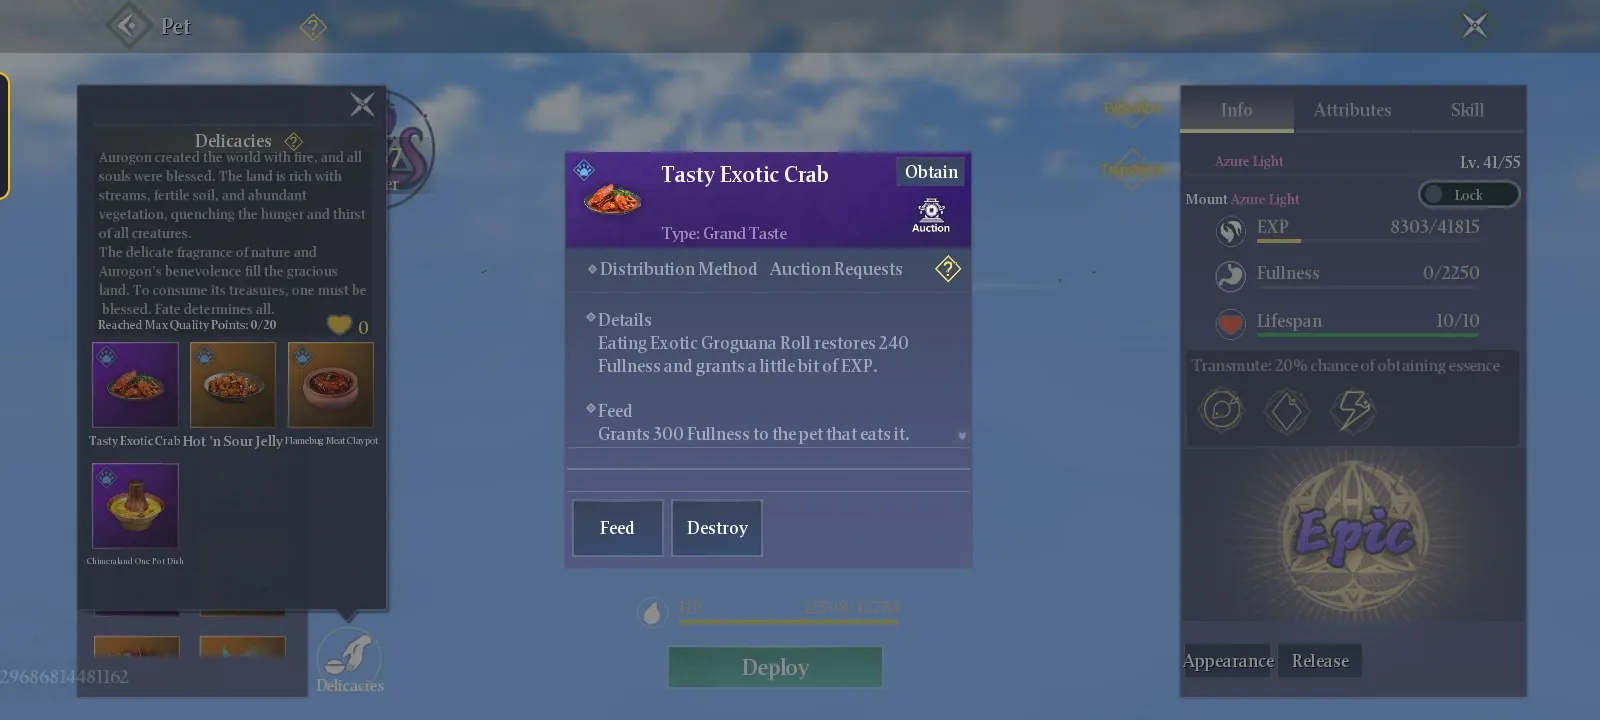 Pet
Delicacies
Aurogon created the world with fire, and all
souls were blessed. The land is rich with
streams, fertile soil, and abundant
vegetation, quenching the hunger and thirst
of all creatures.
The delicate fragrance of nature and
Aurogon's benevolence fill the gracious
land. To consume its treasures, one must be
blessed. Fate determines all.
Reached Max Quality Points: 0/20
0
Tasty Exotic Crab
Hot 'n Sour Jelly
Flamebug Meat Claypot
Chimeraland One Pot Dish
29686814481162
Delicacies
Tasty Exotic Crab
Obtain
Type: Grand Taste
Auction
Distribution Method Auction Requests
Details
Eating Exotic Groguana Roll restores 240
Fullness and grants a little bit of EXP.
Feed
Grants 300 Fullness to the pet that eats it.
Feed
Destroy
HP
Deploy
Info
Attributes
Skill
Azure Light
Lv. 41/55
Mount Azure Light
Lock
EXP 8303/41815
Fullness 0/2250
Lifespan 10/10
Transmute: 20% chance of obtaining essence
Epic
Appearance
Release